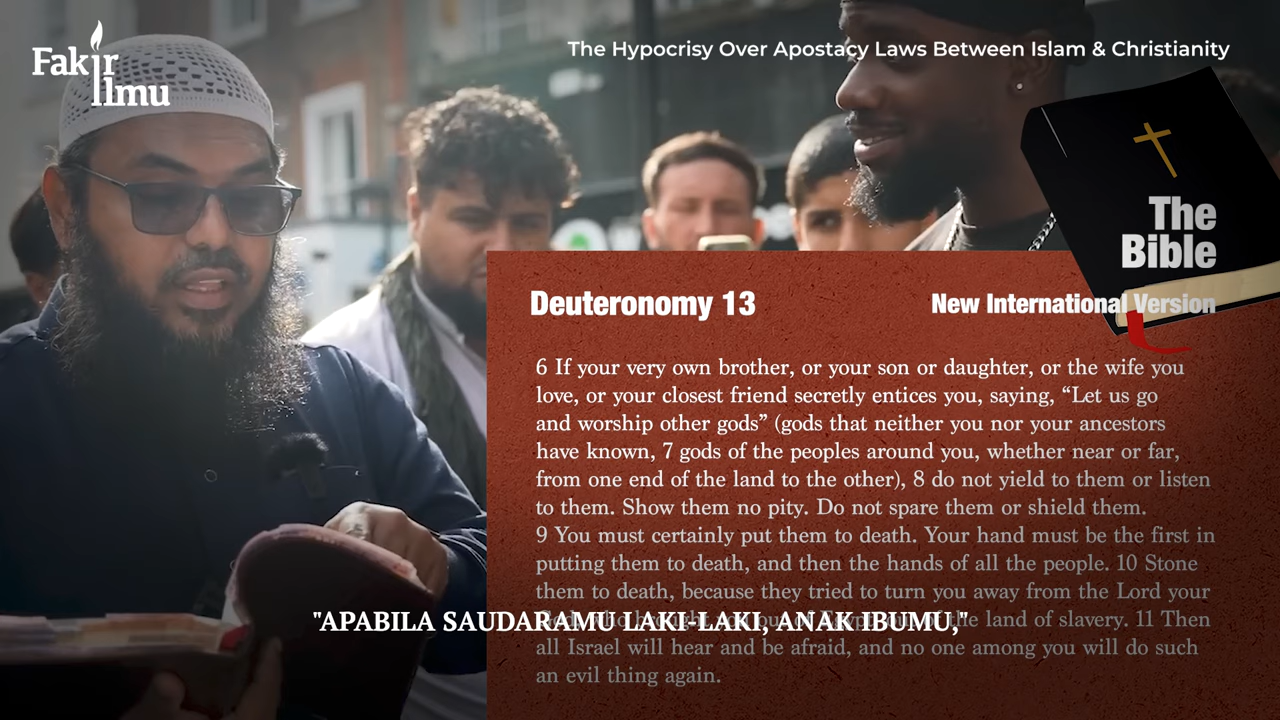 The Hypocrisy Over Apostacy Laws Between Islam & Christianity
Fakir
Ilmu
The
Bible
Deuteronomy 13
New International Version
6 If your very own brother, or your son or daughter, or the wife you
love, or your closest friend secretly entices you, saying, “Let us go
and worship other gods” (gods that neither you nor your ancestors
have known, 7 gods of the peoples around you, whether near or far,
from one end of the land to the other), 8 do not yield to them or listen
to them. Show them no pity. Do not spare them or shield them.
9 You must certainly put them to death. Your hand must be the first in
putting them to death, and then the hands of all the people. 10 Stone
them to death, because they tried to turn you away from the Lord your
the land of slavery. 11 Then
"APABILA SAUDARAMU LAKI-LAKI, ANAK IBUMU,"
all Israel will hear and be afraid, and no one among you will do such
an evil thing again.